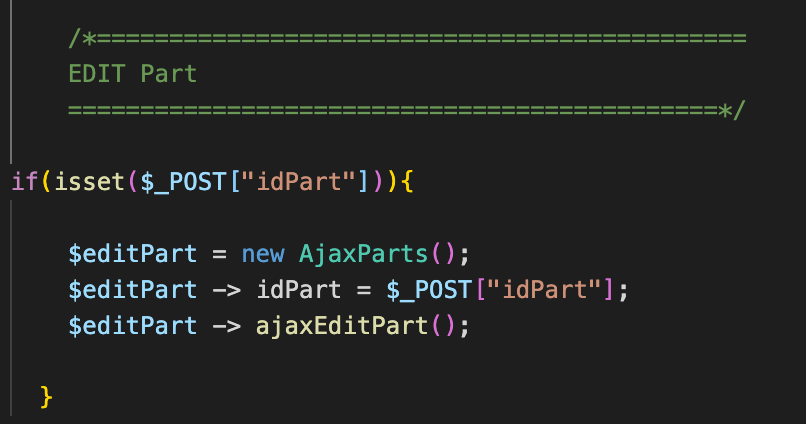 /*=============================================
EDIT Part
=============================================*/
if(isset($_POST["idPart"])){
$editPart = new AjaxParts();
$editPart -> idPart = $_POST["idPart"];
$editPart -> ajaxEditPart();
}